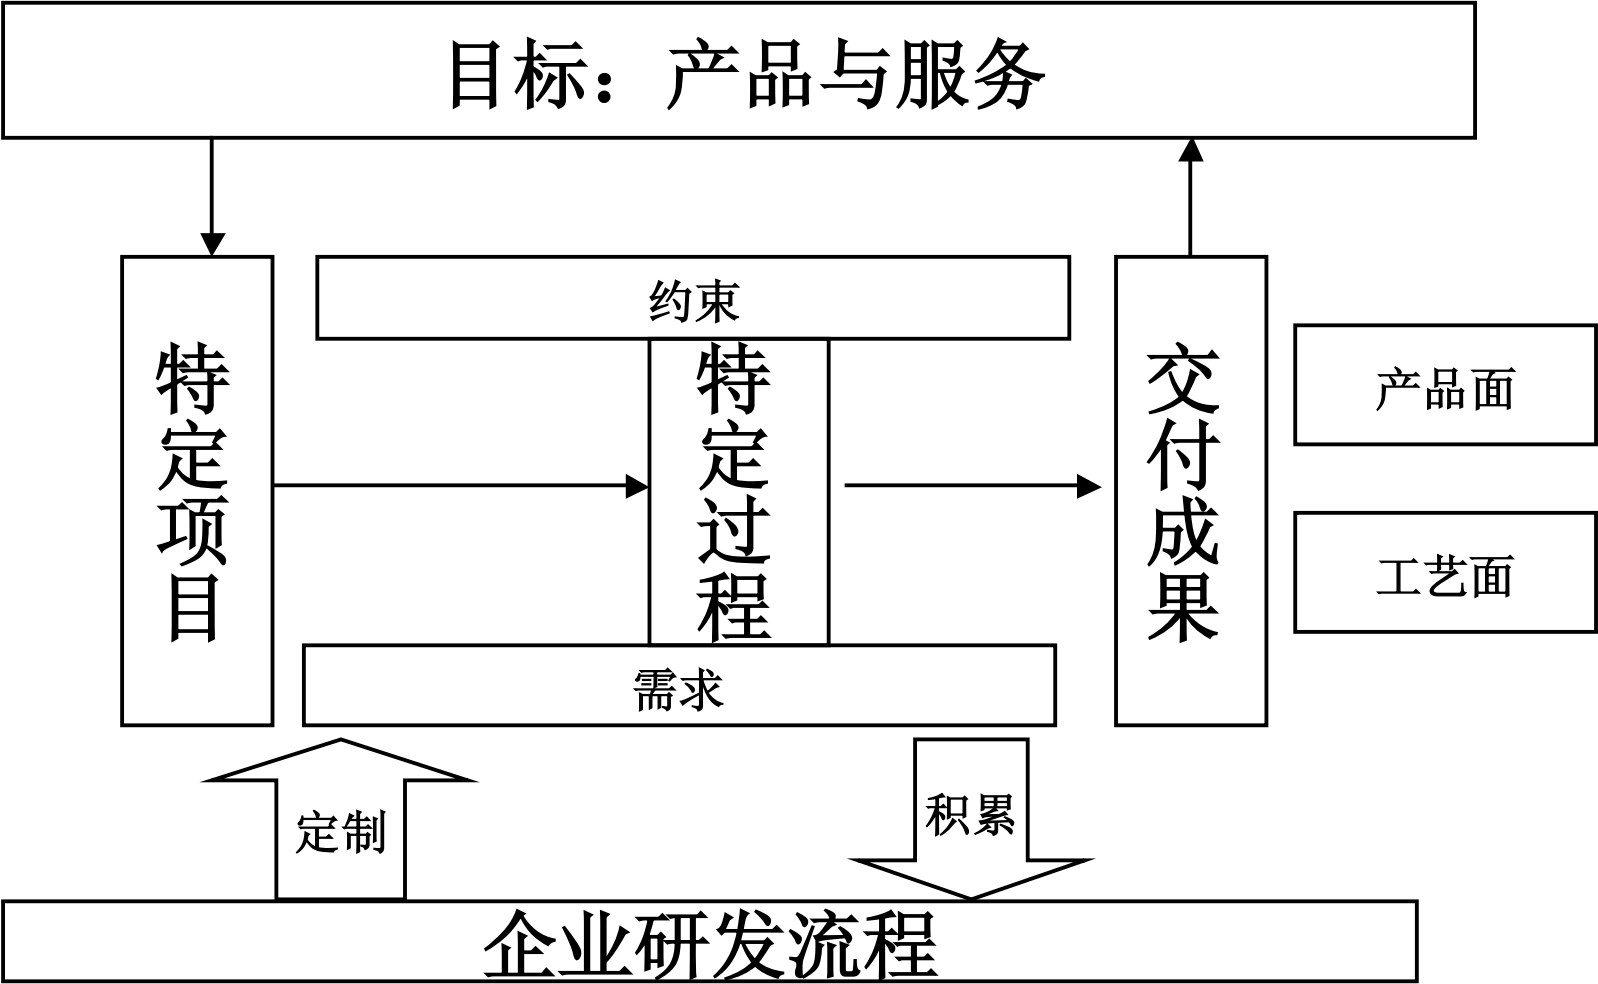 目标：产品与服务
约束
特定项目
特定过程
交付成果
产品面
工艺面
需求
定制
积累
企业研发流程